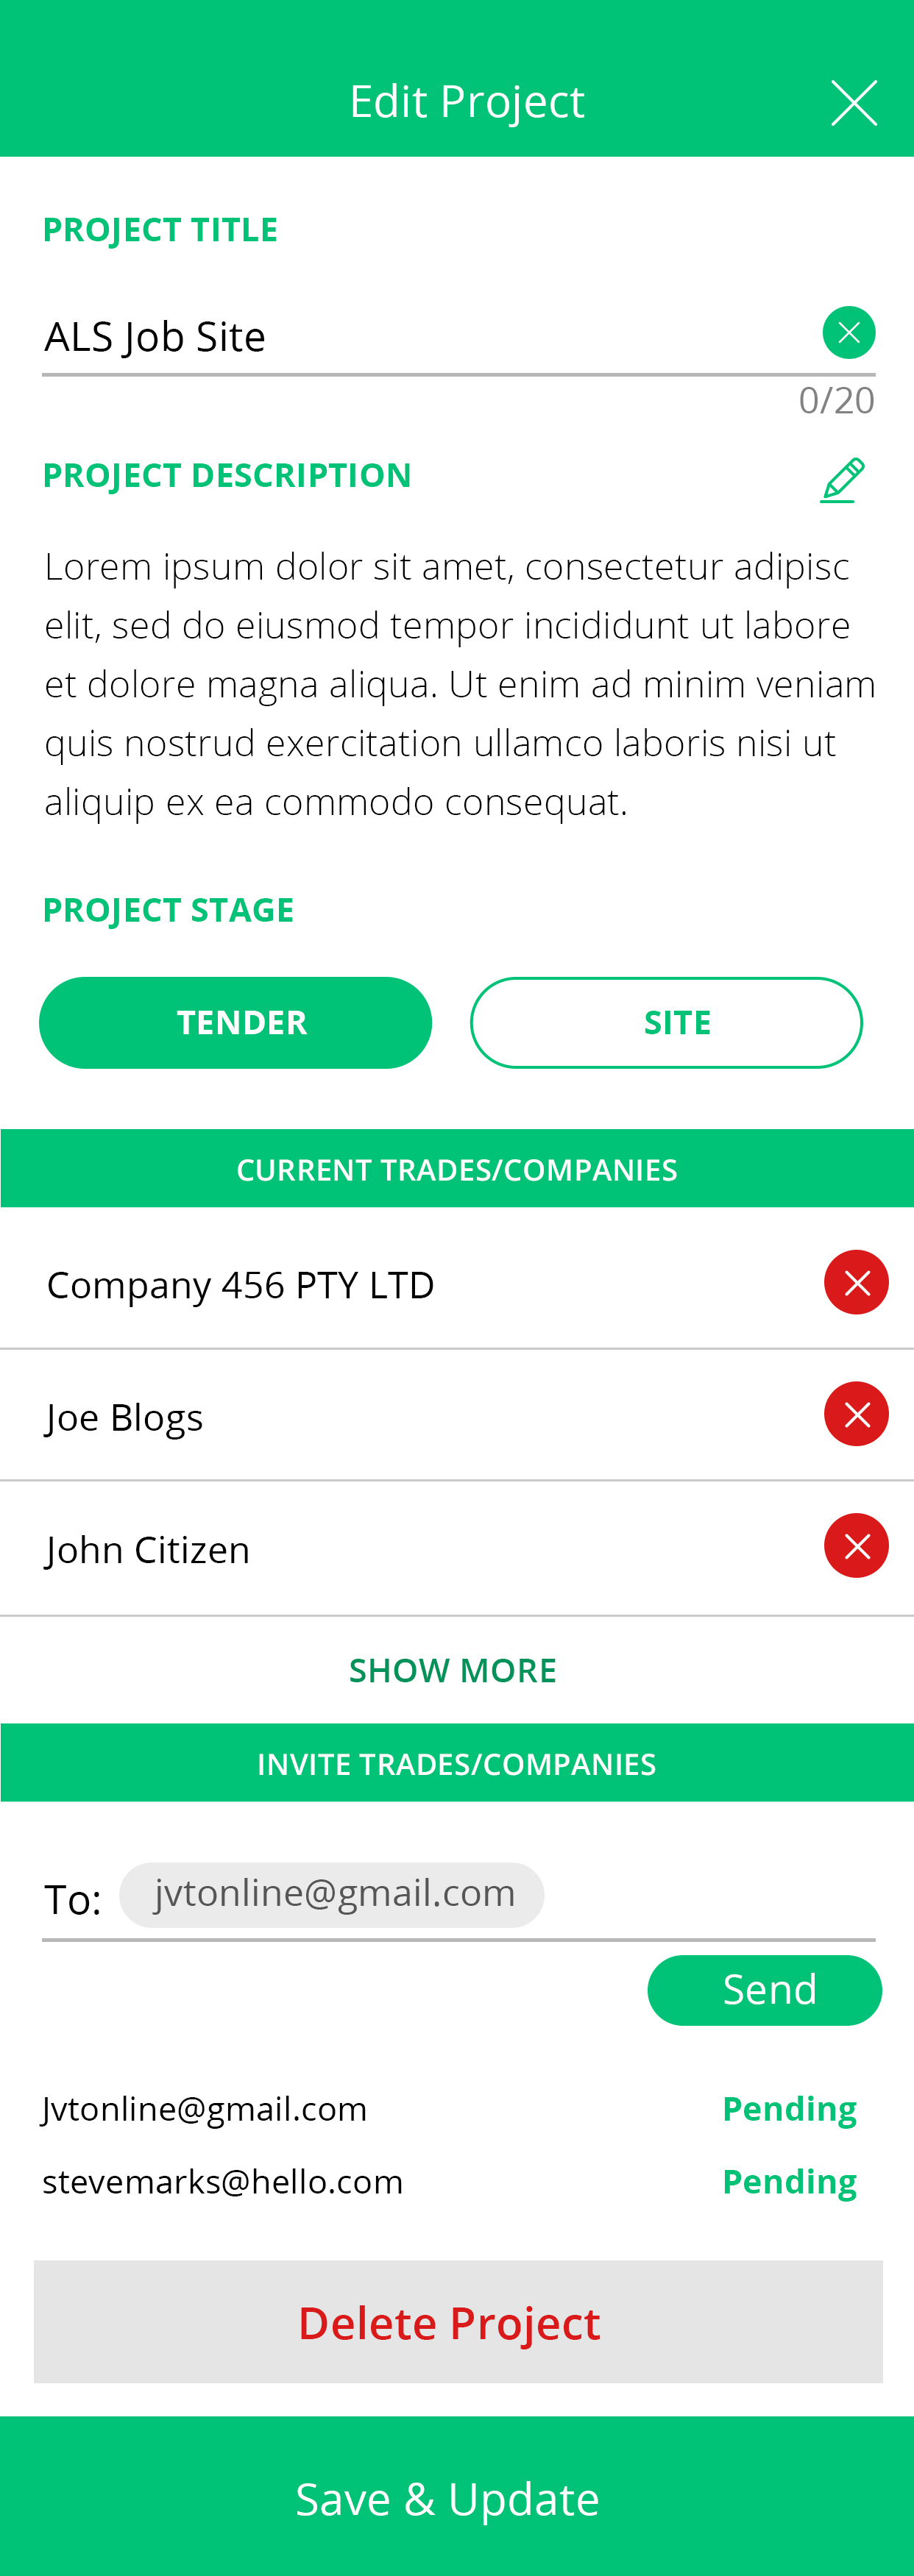 Edit Project
PROJECT TITLE
ALS Job Site
0/20
PROJECT DESCRIPTION
Lorem ipsum dolor sit amet, consectetur adipisc
elit, sed do eiusmod tempor incididunt ut labore
et dolore magna aliqua. Ut enim ad minim veniam
quis nostrud exercitation ullamco laboris nisi ut
aliquip ex ea commodo consequat.
PROJECT STAGE
TENDER SITE
CURRENT TRADES/COMPANIES
Company 456 PTY LTD
Joe Blogs
John Citizen
SHOW MORE
INVITE TRADES/COMPANIES
To: jvtonline@gmail.com
Send
Jvtonline@gmail.com Pending
stevemarks@hello.com Pending
Delete Project
Save & Update